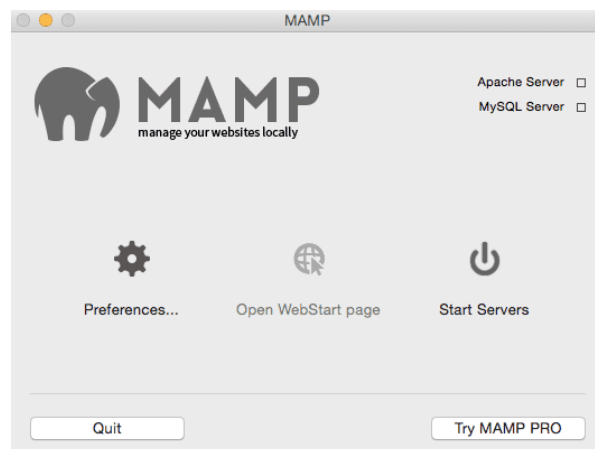 MAMP
MAMP
manage your websites locally
Apache Server
MySQL Server
Preferences...
Open WebStart page
Start Servers
Quit
Try MAMP PRO